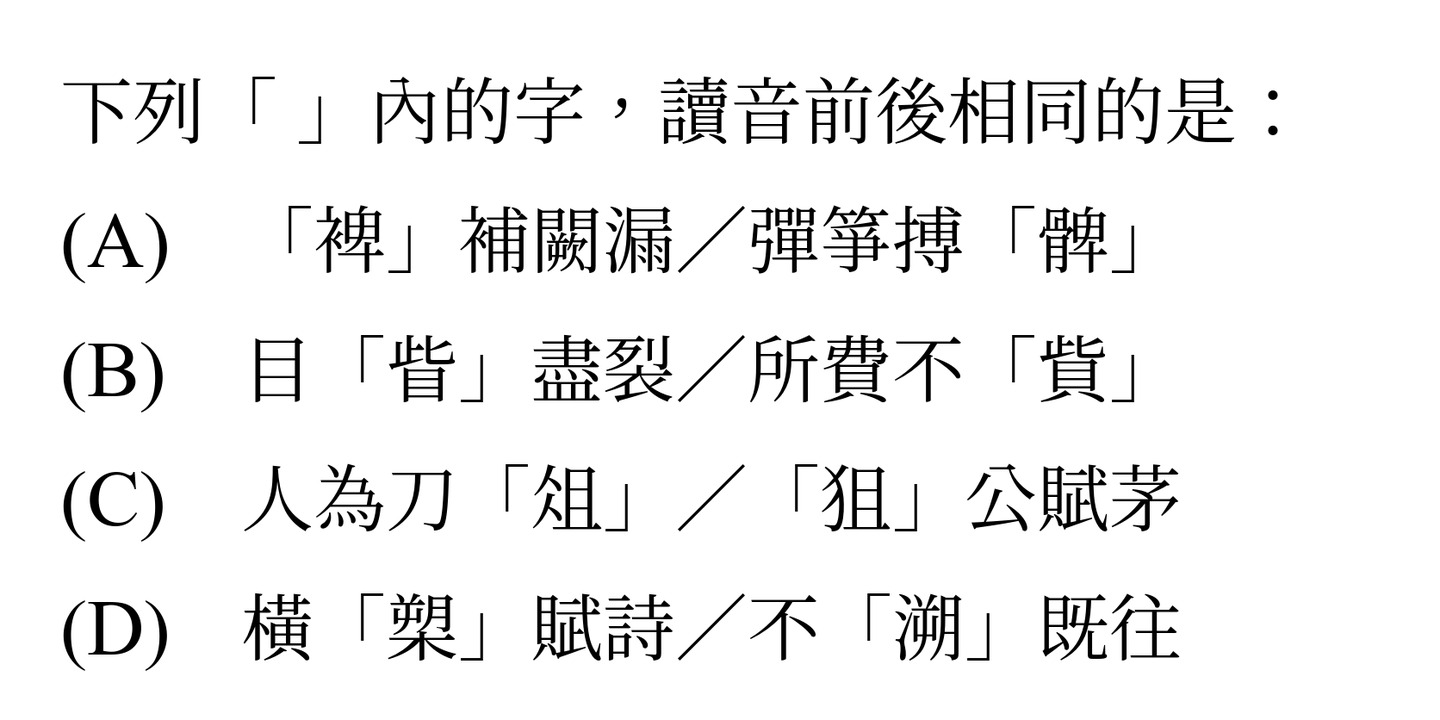 下列「 」內的字，讀音前後相同的是：
(A) 「裨」補闕漏／彈箏搏「髀」
(B) 目「眥」盡裂／所費不「貲」
(C) 人為刀「俎」／「狙」公賦茅
(D) 橫「槊」賦詩／不「溯」既往